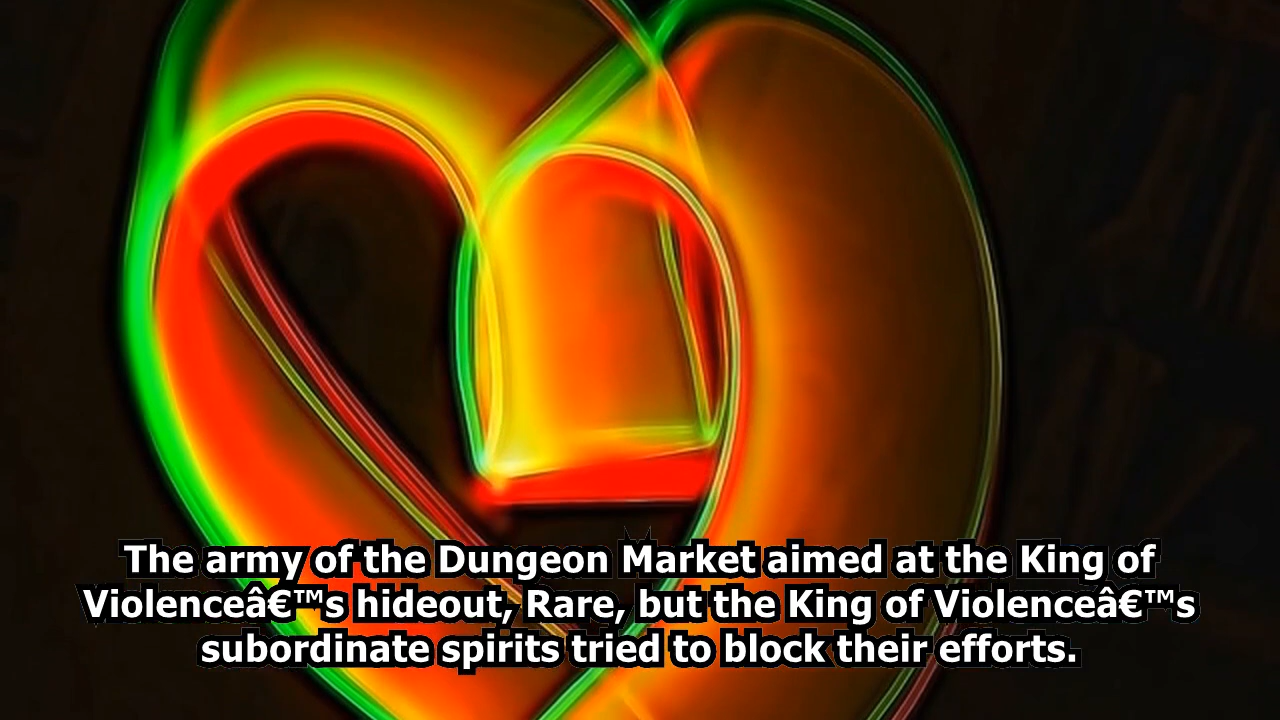 The army of the Dungeon Market aimed at the King of
Violenceâ€™s hideout, Rare, but the King of Violenceâ€™s
subordinate spirits tried to block their efforts.